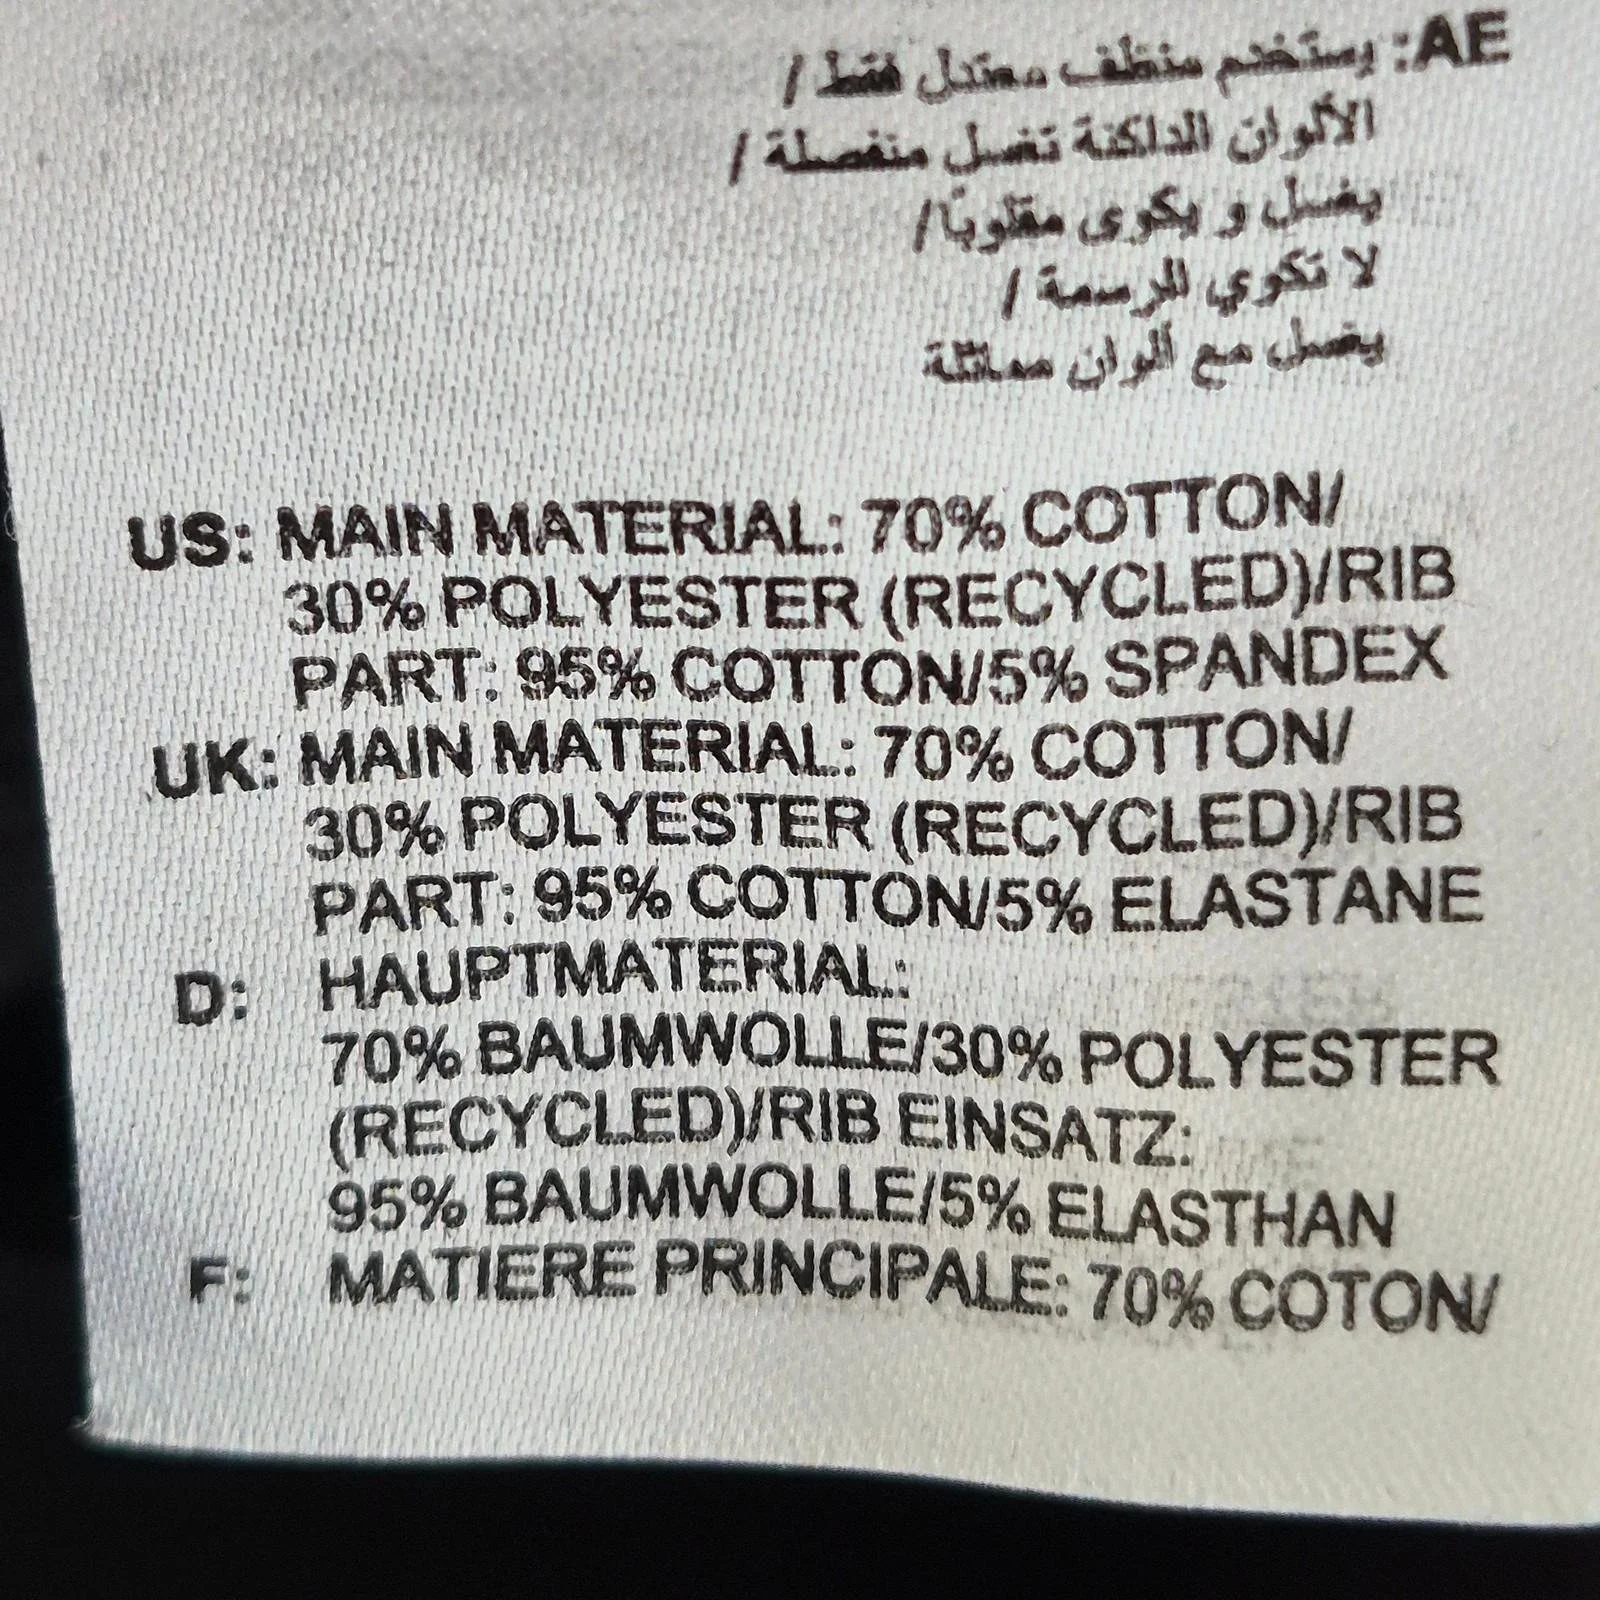 AE: يستخدم منظف معتدل فقط /
الألوان الداكنة تغسل منفصلة /
يغسل و يكوى مقلوبًا /
لا تكوي الرسمة /
يغسل مع ألوان مماثلة
US: MAIN MATERIAL: 70% COTTON/
30% POLYESTER (RECYCLED)/RIB
PART: 95% COTTON/5% SPANDEX
UK: MAIN MATERIAL: 70% COTTON/
30% POLYESTER (RECYCLED)/RIB
PART: 95% COTTON/5% ELASTANE
D: HAUPTMATERIAL:
70% BAUMWOLLE/30% POLYESTER
(RECYCLED)/RIB EINSATZ:
95% BAUMWOLLE/5% ELASTHAN
F: MATIERE PRINCIPALE: 70% COTON/